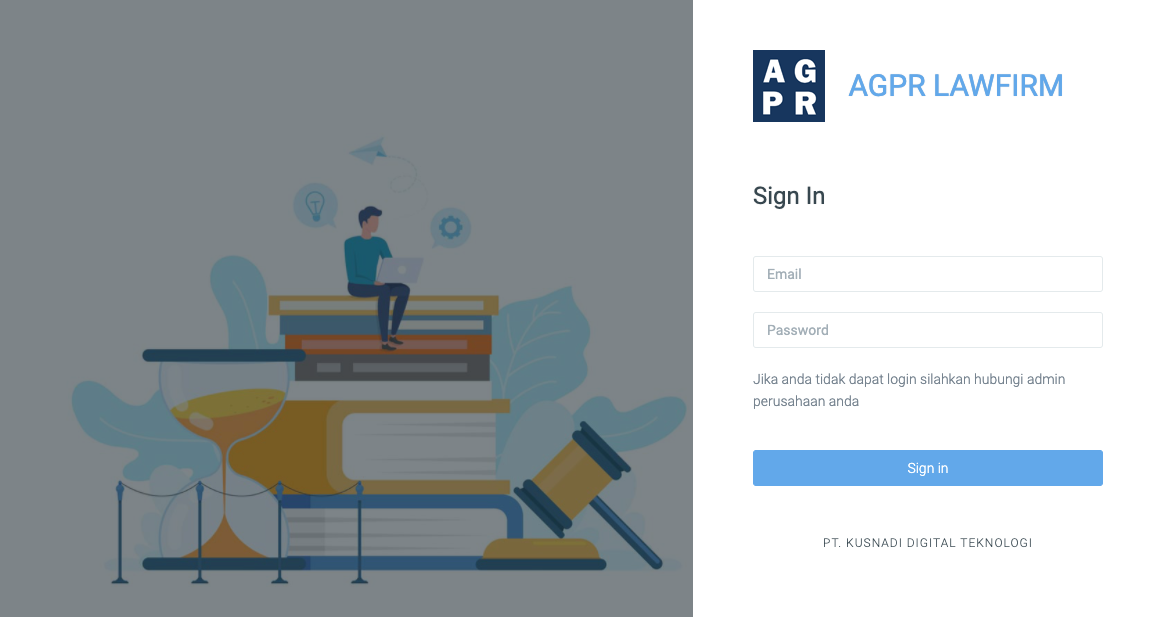 AG
PR
AGPR LAWFIRM
Sign In
Email
Password
Jika anda tidak dapat login silahkan hubungi admin
perusahaan anda
Sign in
PT. KUSNADI DIGITAL TEKNOLOGI